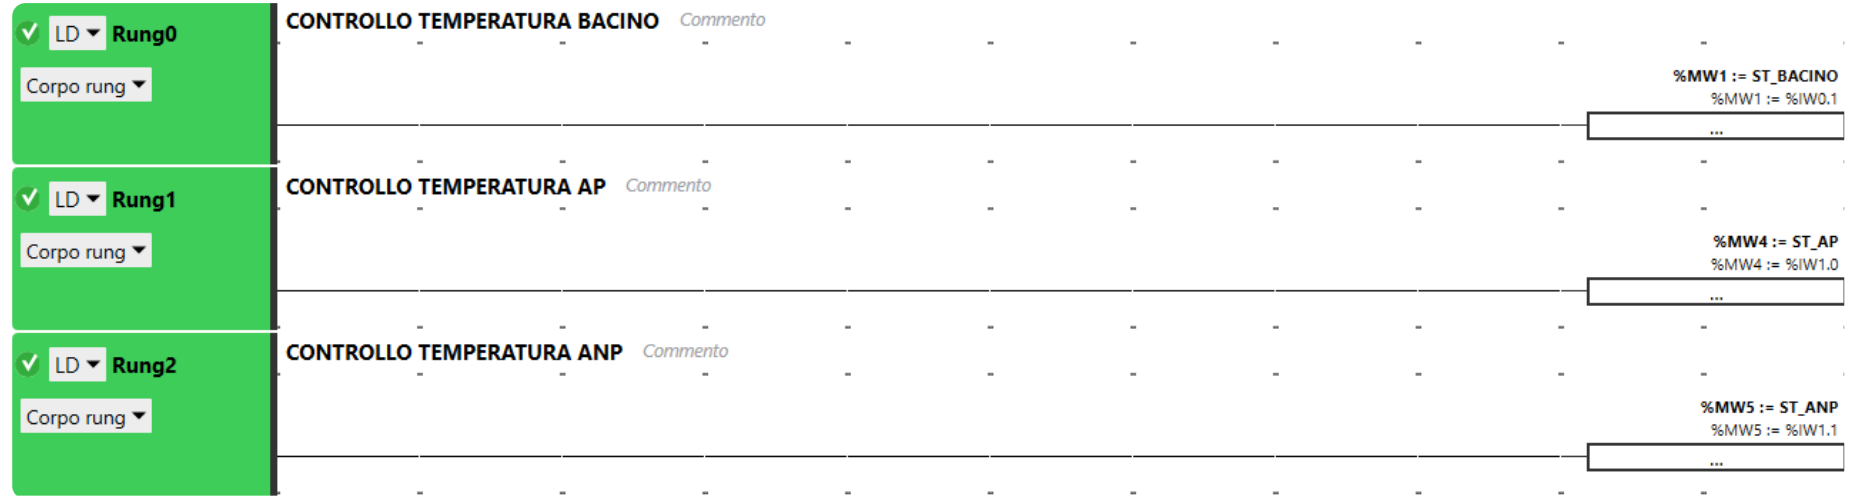 LD Rung0
CONTROLLO TEMPERATURA BACINO Commento
Corpo rung
%MW1 := ST_BACINO
%MW1 := %IW0.1
...
LD Rung1
CONTROLLO TEMPERATURA AP Commento
Corpo rung
%MW4 := ST_AP
%MW4 := %IW1.0
...
LD Rung2
CONTROLLO TEMPERATURA ANP Commento
Corpo rung
%MW5 := ST_ANP
%MW5 := %IW1.1
...